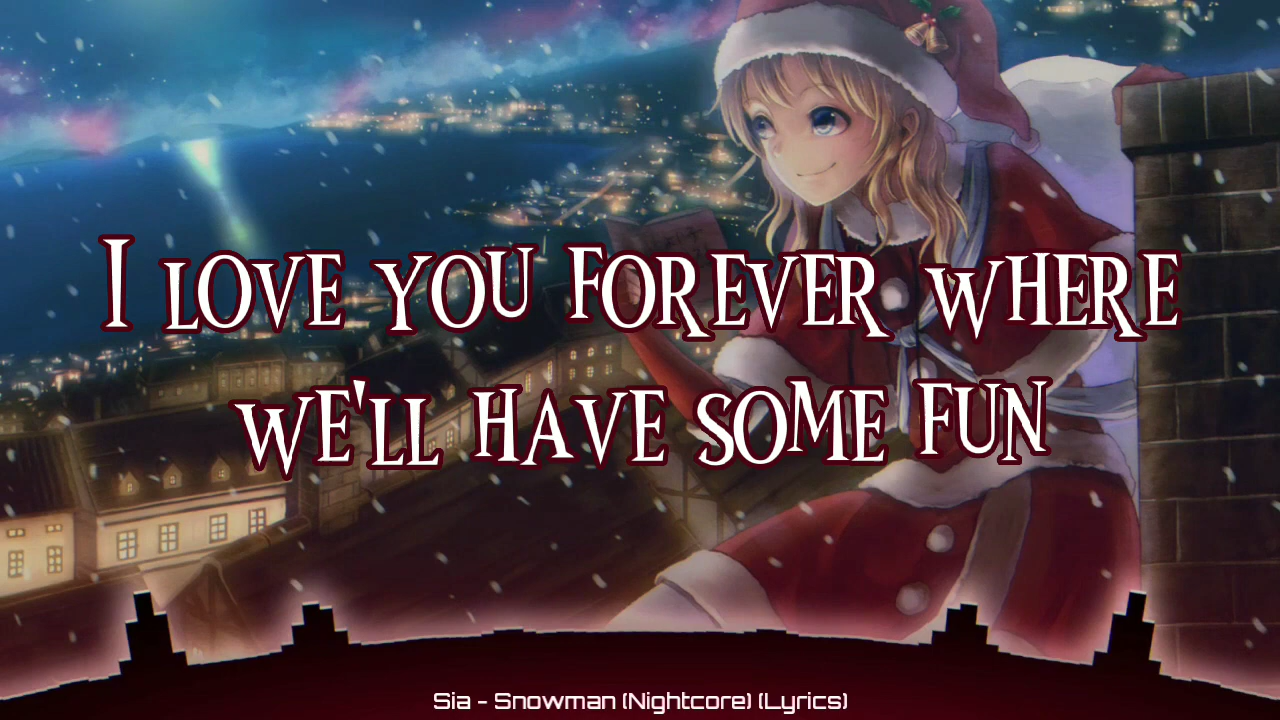 I LOVE YOU FOREVER WHERE
WE'LL HAVE SOME FUN
Sia - Snowman (Nightcore) (Lyrics)